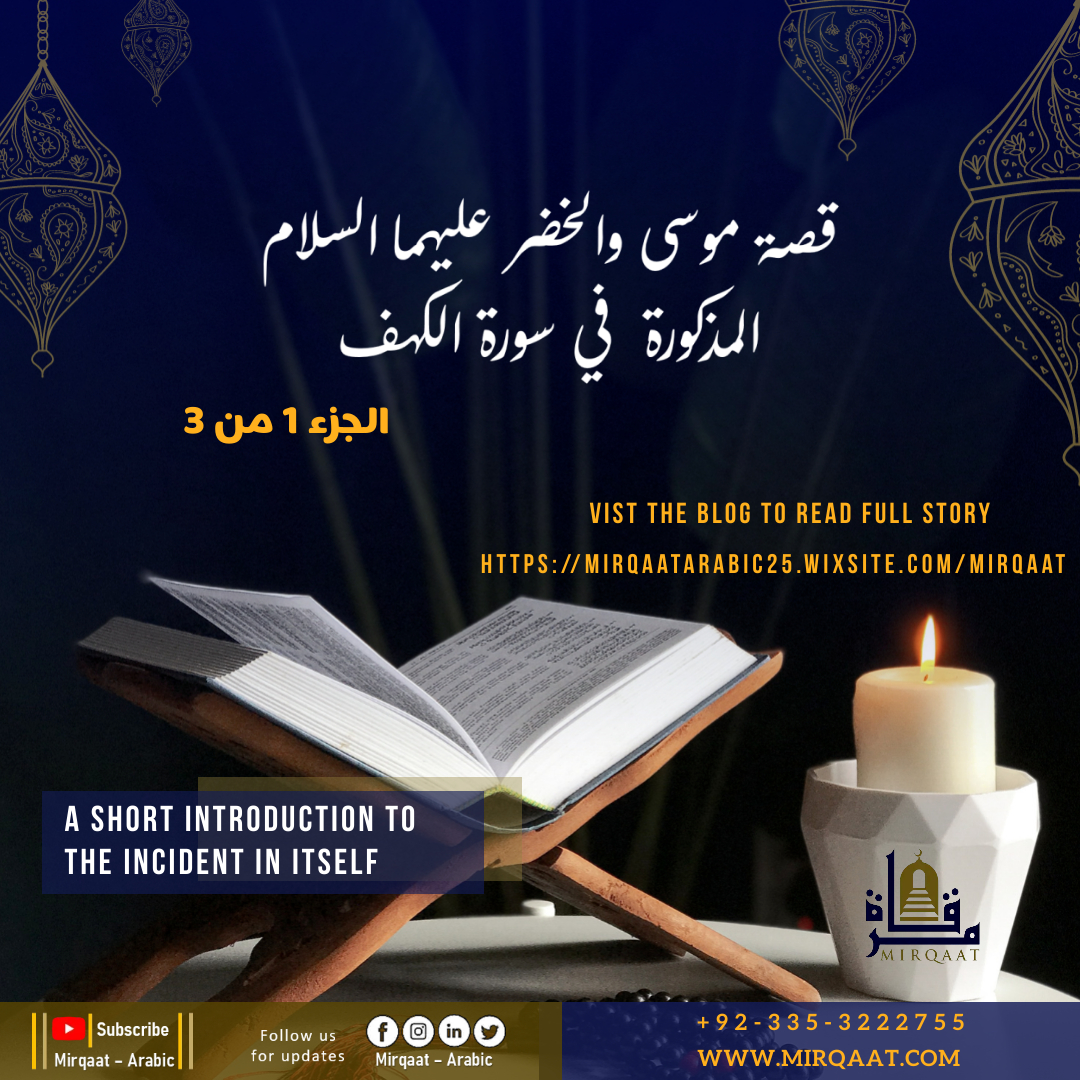 قصة موسى والخضر عليهما السلام
المذكورة في سورة الكهف
الجزء 1 من 3
VIST THE BLOG TO READ FULL STORY
HTTPS://MIRQAATARABIC25.WIXSITE.COM/MIRQAAT
A SHORT INTRODUCTION TO
THE INCIDENT IN ITSELF
مرقاة
MIRQAAT
Subscribe
Mirqaat – Arabic
Follow us
for updates
Mirqaat – Arabic
+92-335-3222755
WWW.MIRQAAT.COM